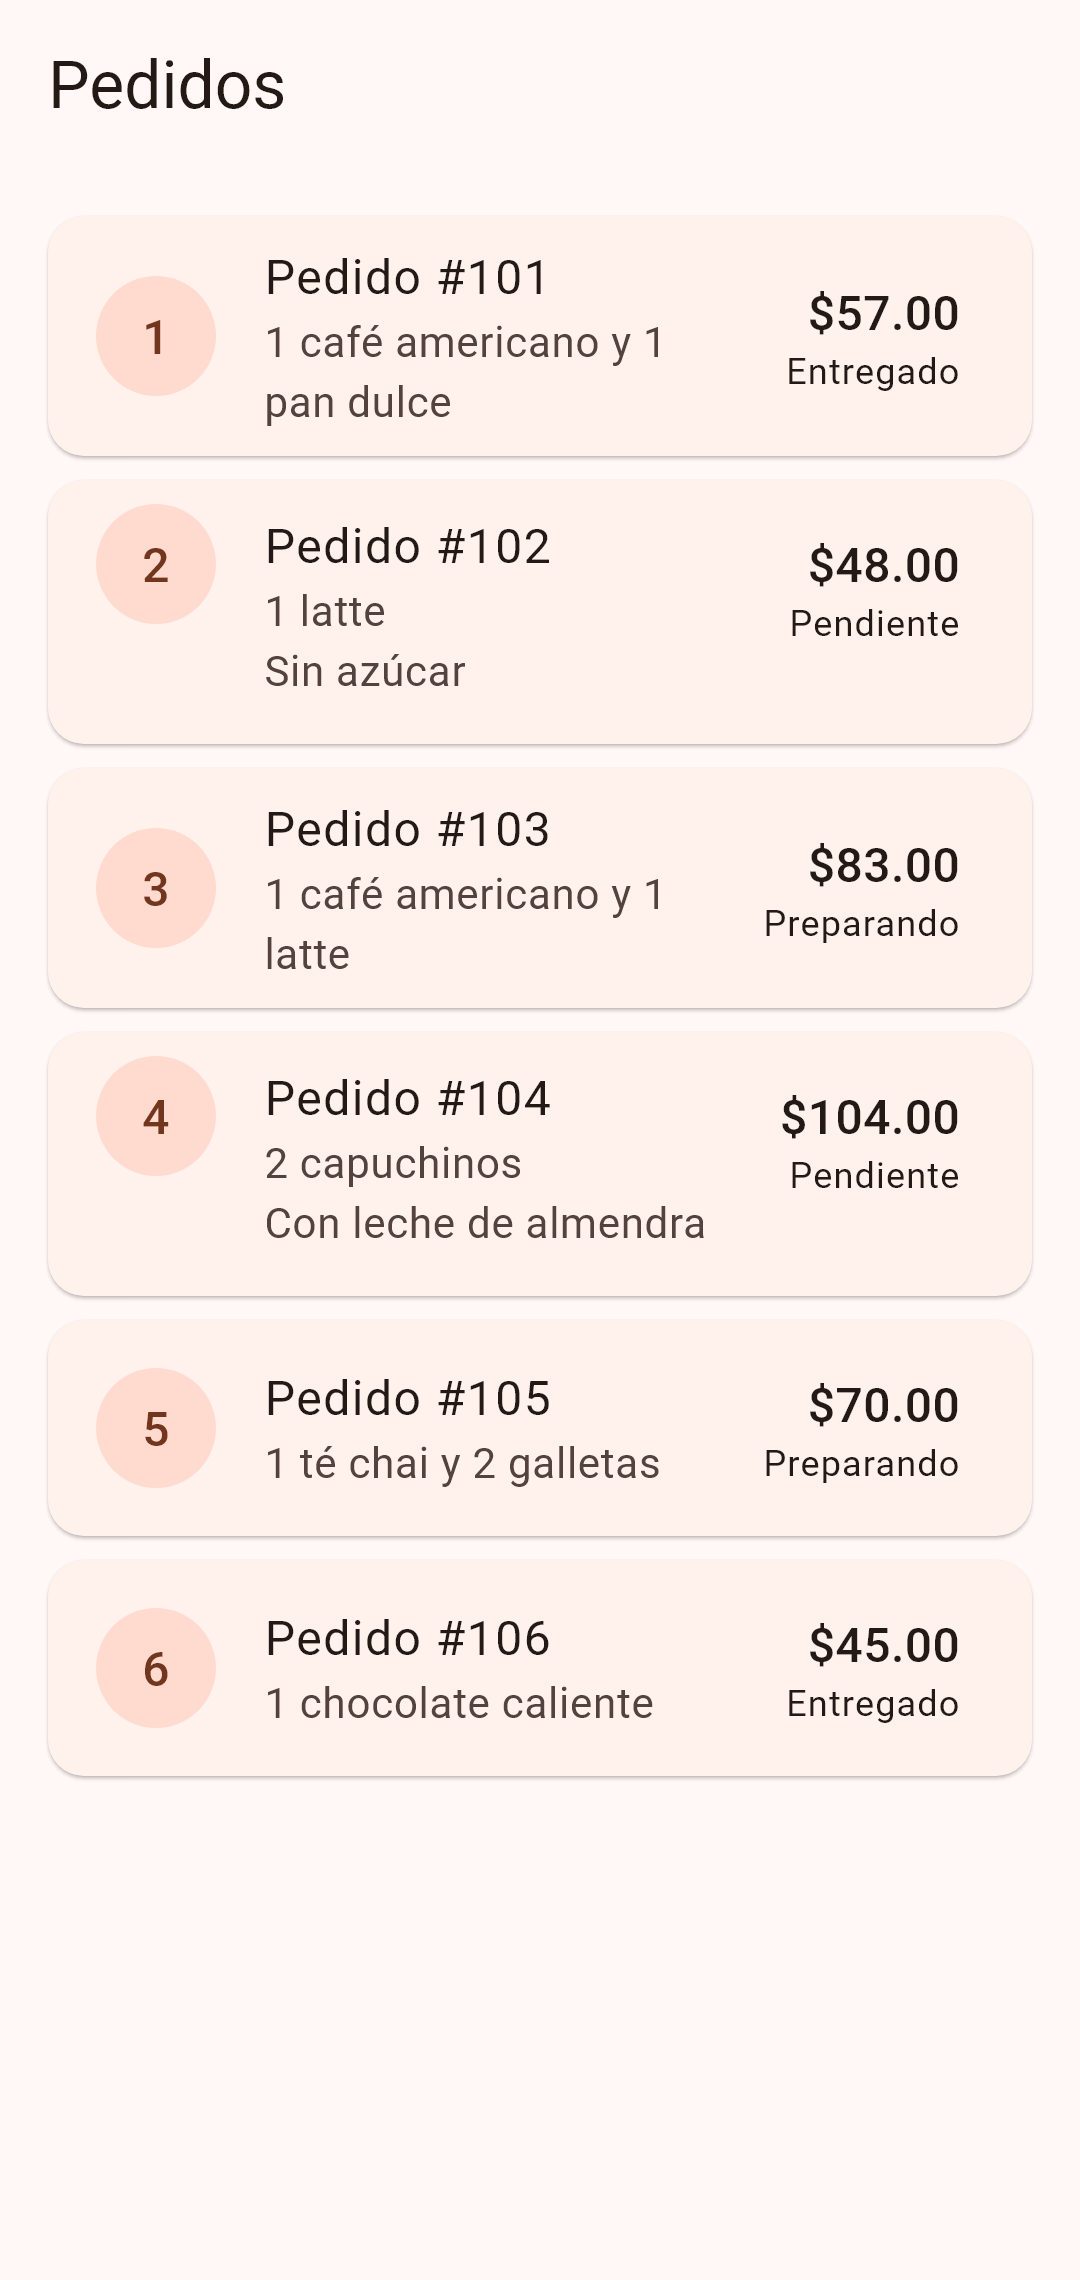 Pedidos
1
Pedido #101
1 café americano y 1
pan dulce
$57.00
Entregado
2
Pedido #102
1 latte
Sin azúcar
$48.00
Pendiente
3
Pedido #103
1 café americano y 1
latte
$83.00
Preparando
4
Pedido #104
2 capuchinos
Con leche de almendra
$104.00
Pendiente
5
Pedido #105
1 té chai y 2 galletas
$70.00
Preparando
6
Pedido #106
1 chocolate caliente
$45.00
Entregado